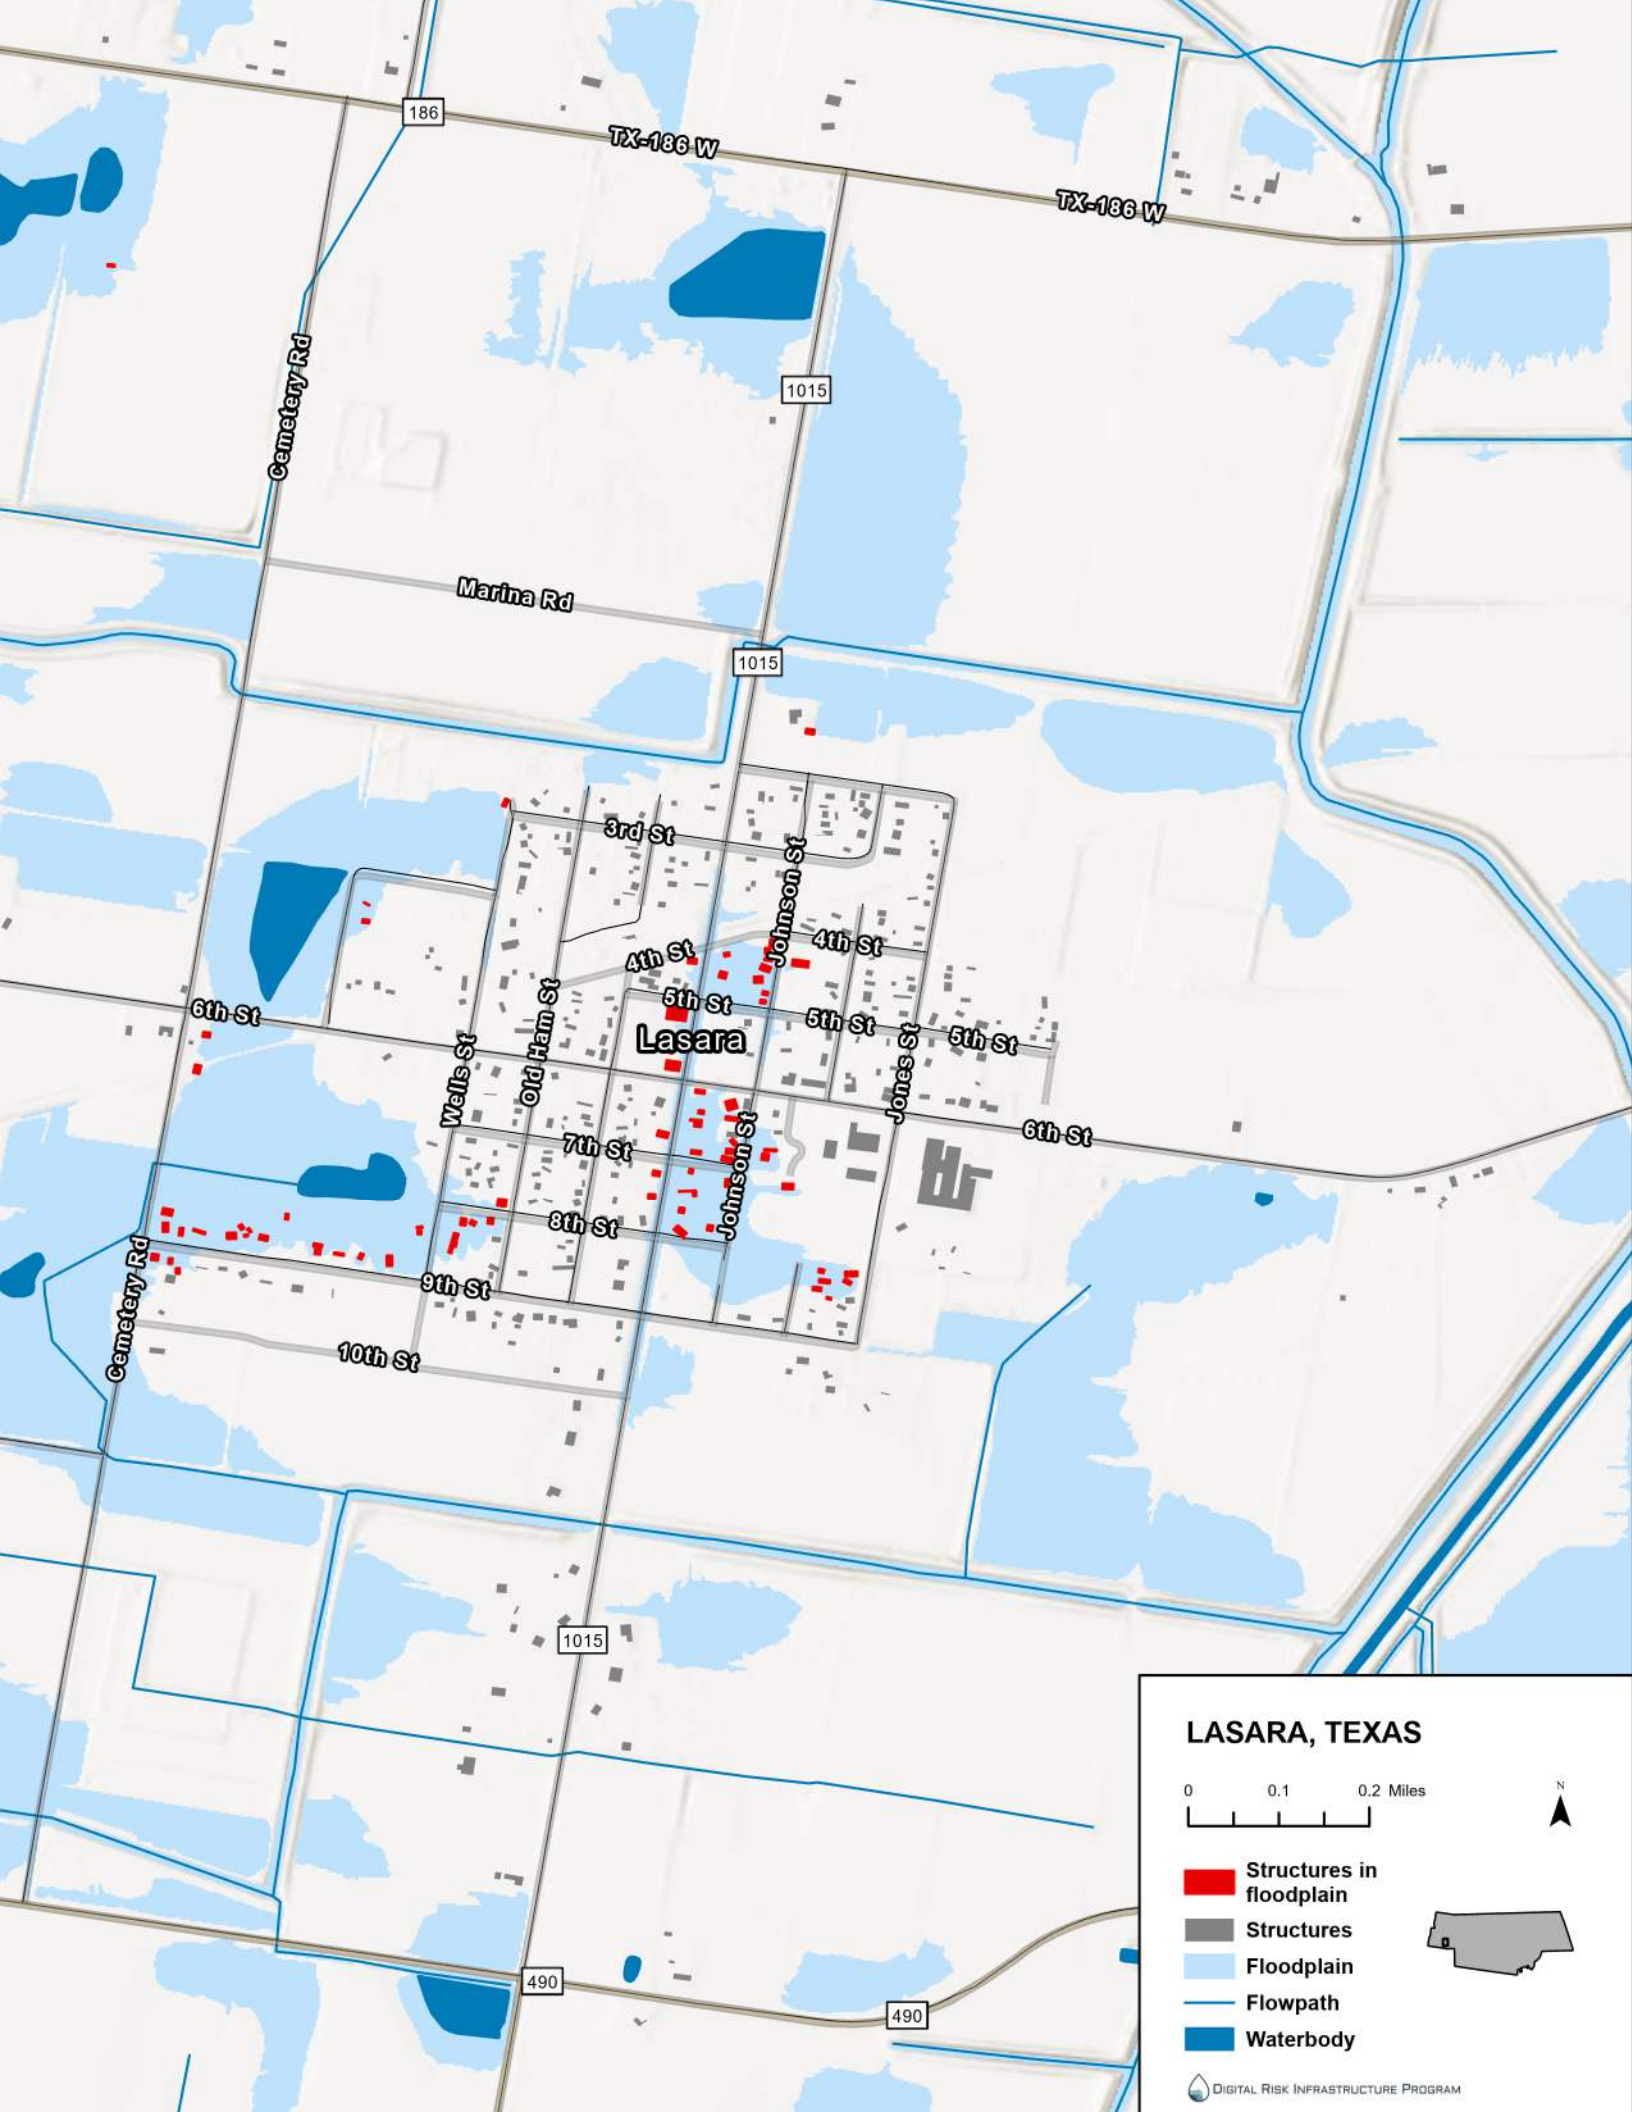 186
TX-186 W
TX-186 W
Cemetery Rd
1015
Marina Rd
1015
3rd St
Johnson St
4th St
4th St
5th St
6th St
5th St
5th St
Lasara
Old Ham St
Wells St
Jones St
6th St
7th St
Johnson St
8th St
Cemetery Rd
9th St
10th St
1015
490
490
LASARA, TEXAS
0 0.1 0.2 Miles
N
Structures in
floodplain
Structures
Floodplain
Flowpath
Waterbody
DIGITAL RISK INFRASTRUCTURE PROGRAM